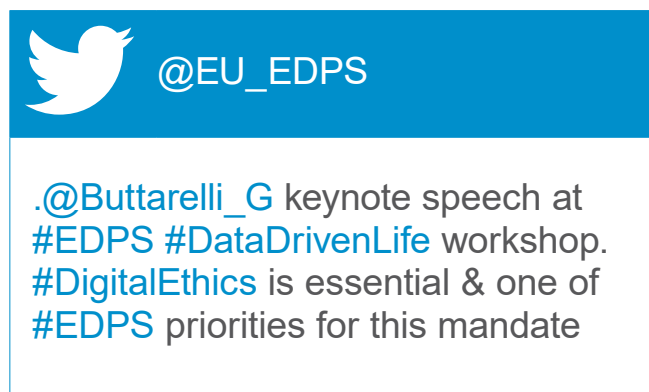 @EU_EDPS
.@Buttarelli_G keynote speech at
#EDPS #DataDrivenLife workshop.
#DigitalEthics is essential & one of
#EDPS priorities for this mandate